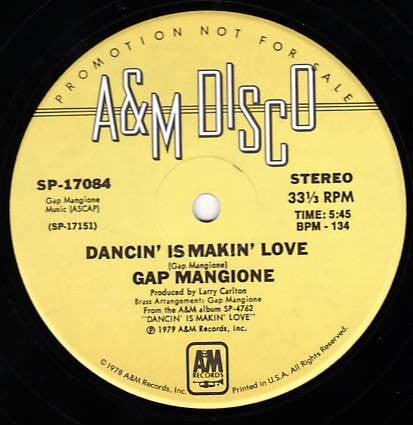 PROMOTION NOT FOR SALE
A&M DISCO
SP-17084
Gap Mangione
Music (ASCAP)
(SP-17151)
STEREO
33⅓ RPM
TIME: 5:45
BPM - 134
DANCIN' IS MAKIN' LOVE
(Gap Mangione)
GAP MANGIONE
Produced by Larry Carlton
Brass Arrangement: Gap Mangione
From the A&M album SP-4762
"DANCIN' IS MAKIN' LOVE"
℗ 1979 A&M Records, Inc.
A&M
RECORDS
© 1978 A&M Records, Inc.
Printed in U.S.A. All Rights Reserved.